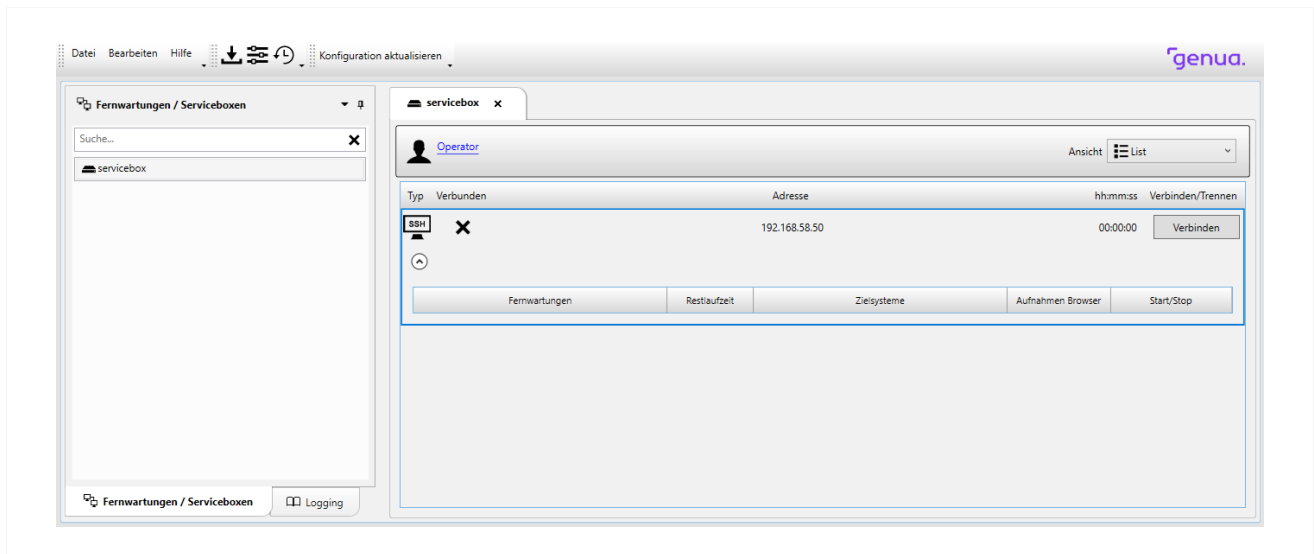 Datei Bearbeiten Hilfe Konfiguration aktualisieren genua.
Fernwartungen / Serviceboxen
servicebox x
Suche...
Operator
Ansicht List
servicebox
Typ Verbunden Adresse hh:mm:ss Verbinden/Trennen
SSH 192.168.58.50 00:00:00 Verbinden
Fernwartungen Restlaufzeit Zielsysteme Aufnahmen Browser Start/Stop
Fernwartungen / Serviceboxen Logging